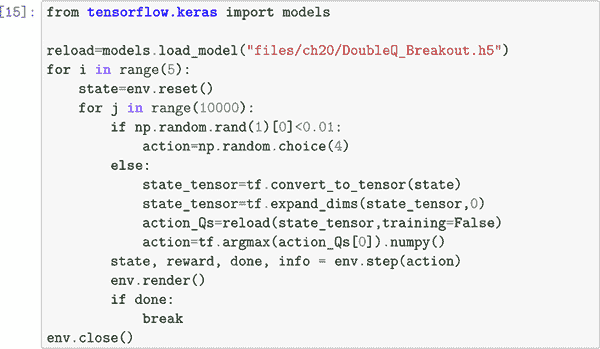 [15]: from tensorflow.keras import models
reload=models.load_model("files/ch20/DoubleQ_Breakout.h5")
for i in range(5):
    state=env.reset()
    for j in range(10000):
        if np.random.rand(1)[0]<0.01:
            action=np.random.choice(4)
        else:
            state_tensor=tf.convert_to_tensor(state)
            state_tensor=tf.expand_dims(state_tensor,0)
            action_Qs=reload(state_tensor,training=False)
            action=tf.argmax(action_Qs[0]).numpy()
        state, reward, done, info = env.step(action)
        env.render()
        if done:
            break
env.close()